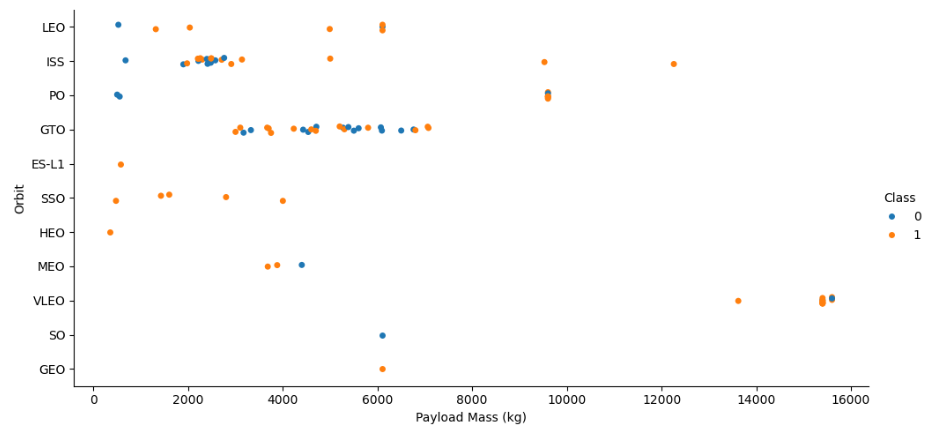 LEO
ISS
PO
GTO
ES-L1
SSO
HEO
MEO
VLEO
SO
GEO
Orbit
0 2000 4000 6000 8000 10000 12000 14000 16000
Payload Mass (kg)
Class
0
1